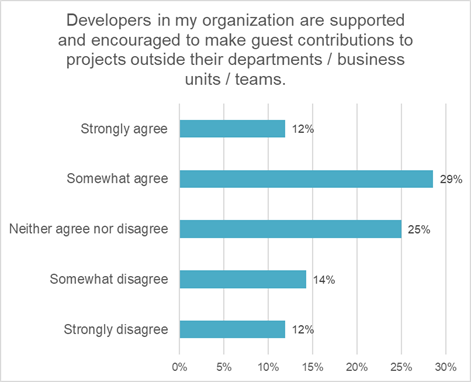 Developers in my organization are supported
and encouraged to make guest contributions to
projects outside their departments / business
units / teams.
Strongly agree 12%
Somewhat agree 29%
Neither agree nor disagree 25%
Somewhat disagree 14%
Strongly disagree 12%
0% 5% 10% 15% 20% 25% 30%